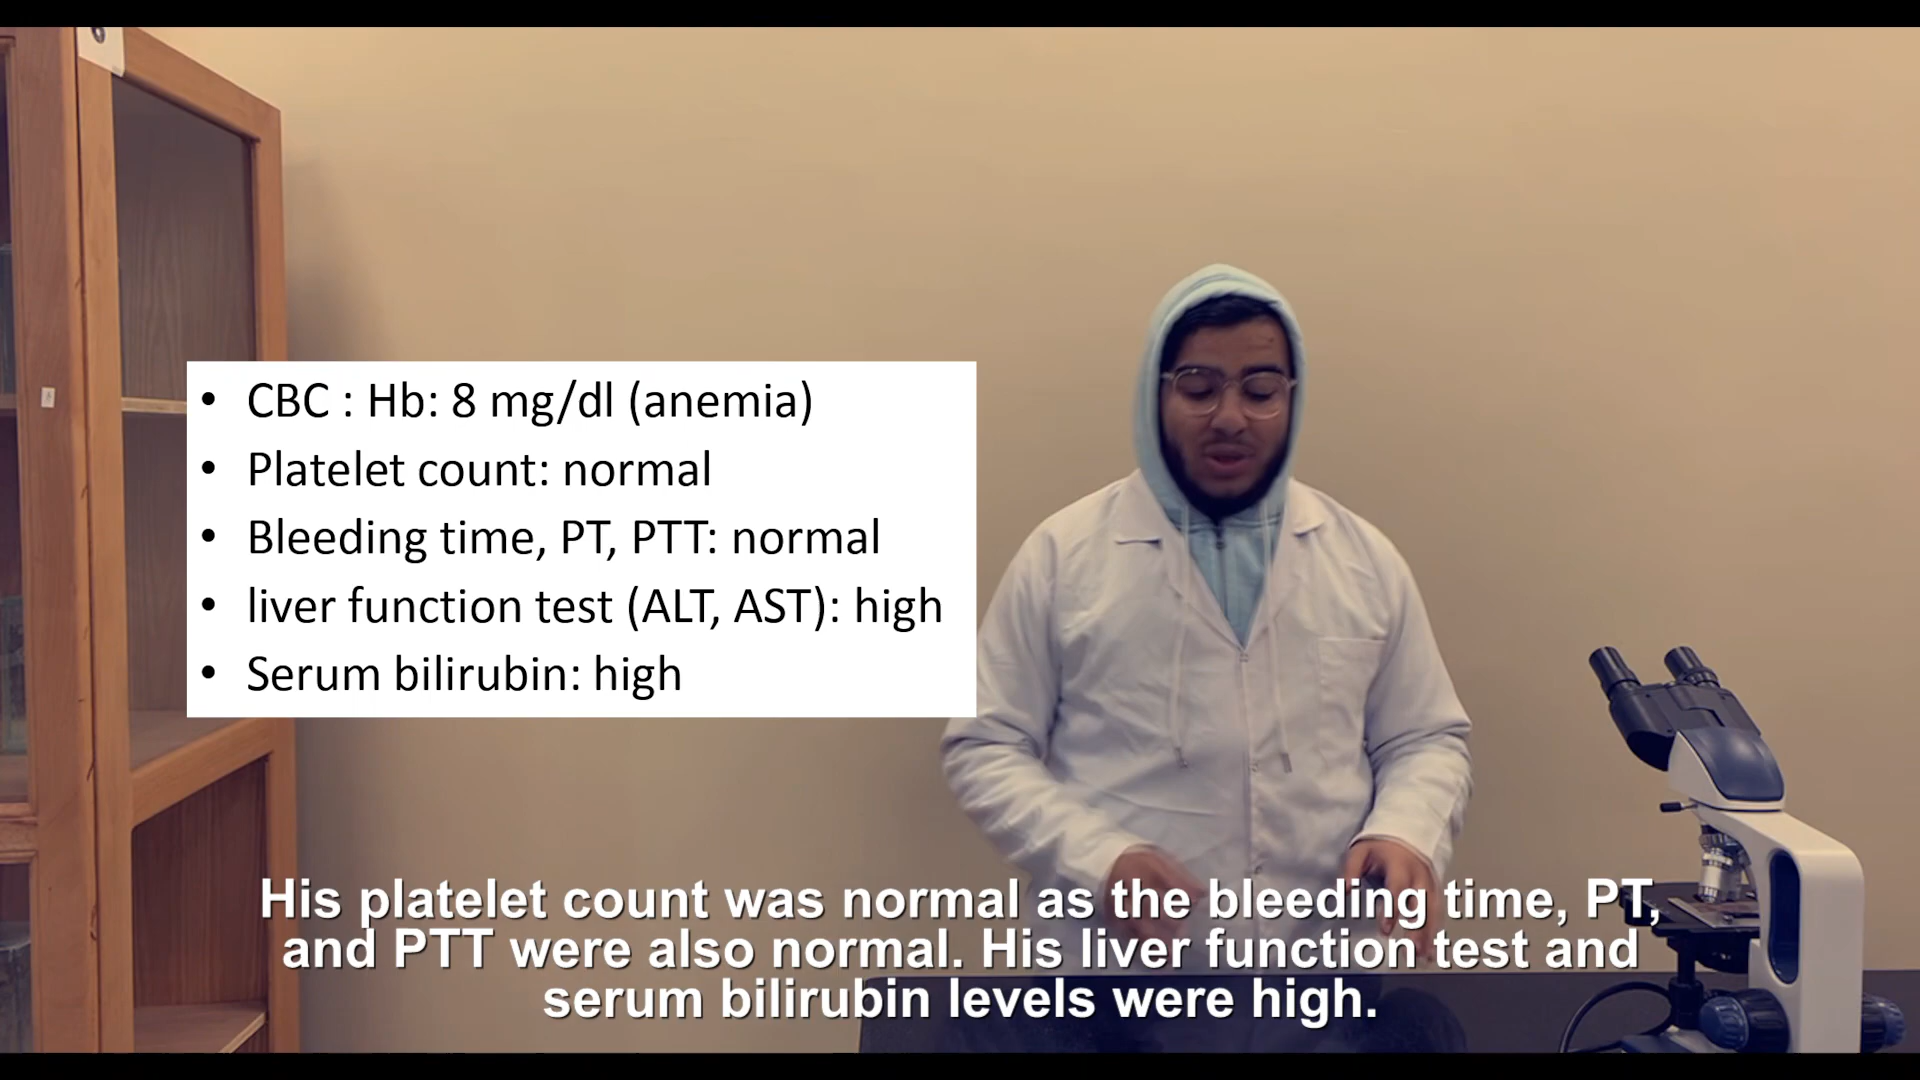 • CBC : Hb: 8 mg/dl (anemia)
• Platelet count: normal
• Bleeding time, PT, PTT: normal
• liver function test (ALT, AST): high
• Serum bilirubin: high
His platelet count was normal as the bleeding time, PT,
and PTT were also normal. His liver function test and
serum bilirubin levels were high.